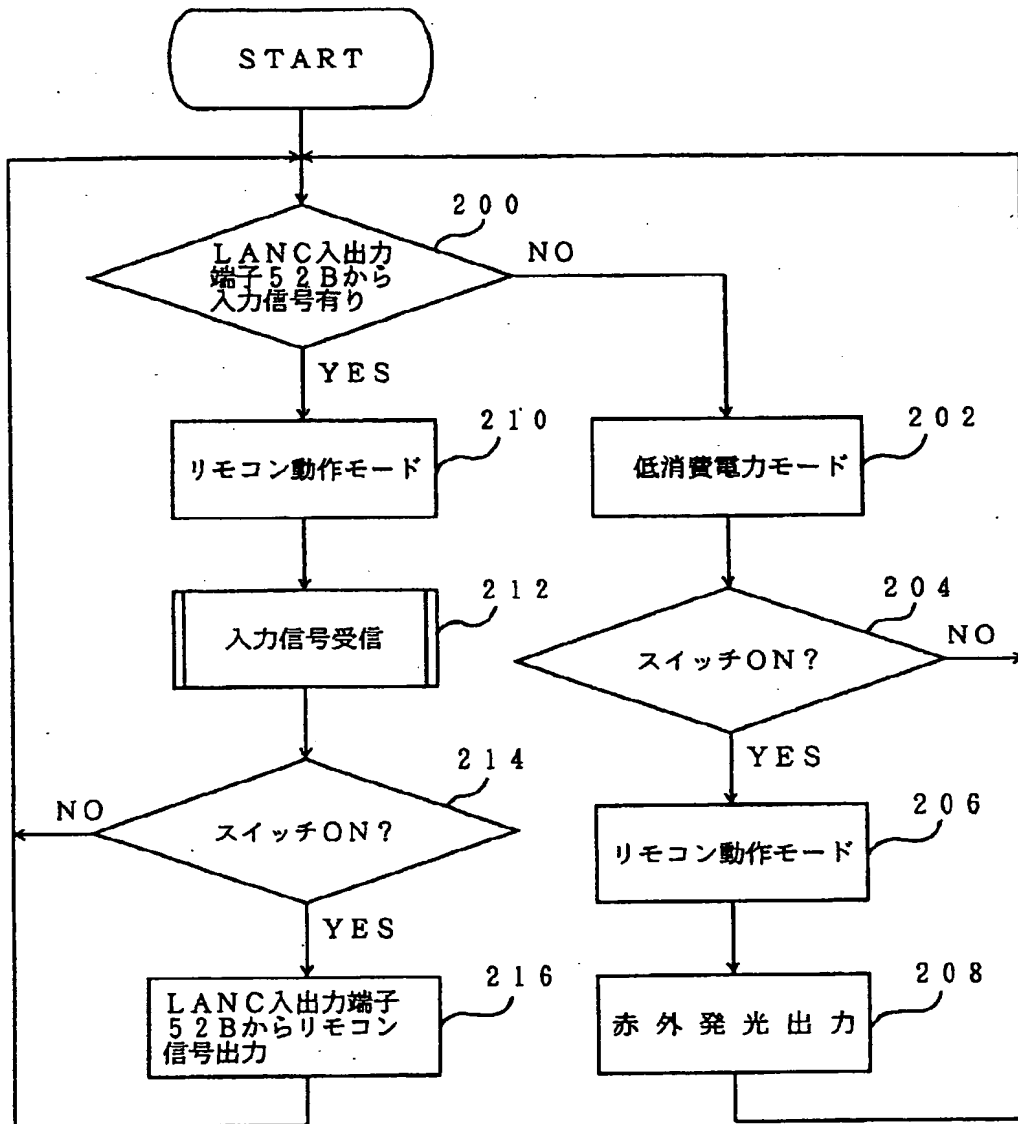 START
200
LANC入出力
端子52Bから
入力信号有り
NO
YES
210
リモコン動作モード
202
低消費電力モード
212
入力信号受信
204
スイッチON?
NO
YES
214
スイッチON?
NO
YES
206
リモコン動作モード
216
LANC入出力端子
52Bからリモコン
信号出力
208
赤外発光出力